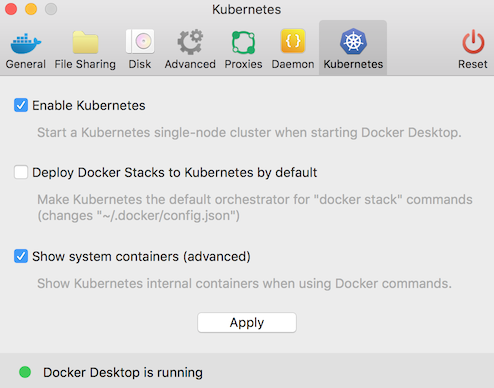 Kubernetes
General File Sharing Disk Advanced Proxies Daemon Kubernetes Reset
Enable Kubernetes
Start a Kubernetes single-node cluster when starting Docker Desktop.
Deploy Docker Stacks to Kubernetes by default
Make Kubernetes the default orchestrator for "docker stack" commands
(changes "~/.docker/config.json")
Show system containers (advanced)
Show Kubernetes internal containers when using Docker commands.
Apply
Docker Desktop is running